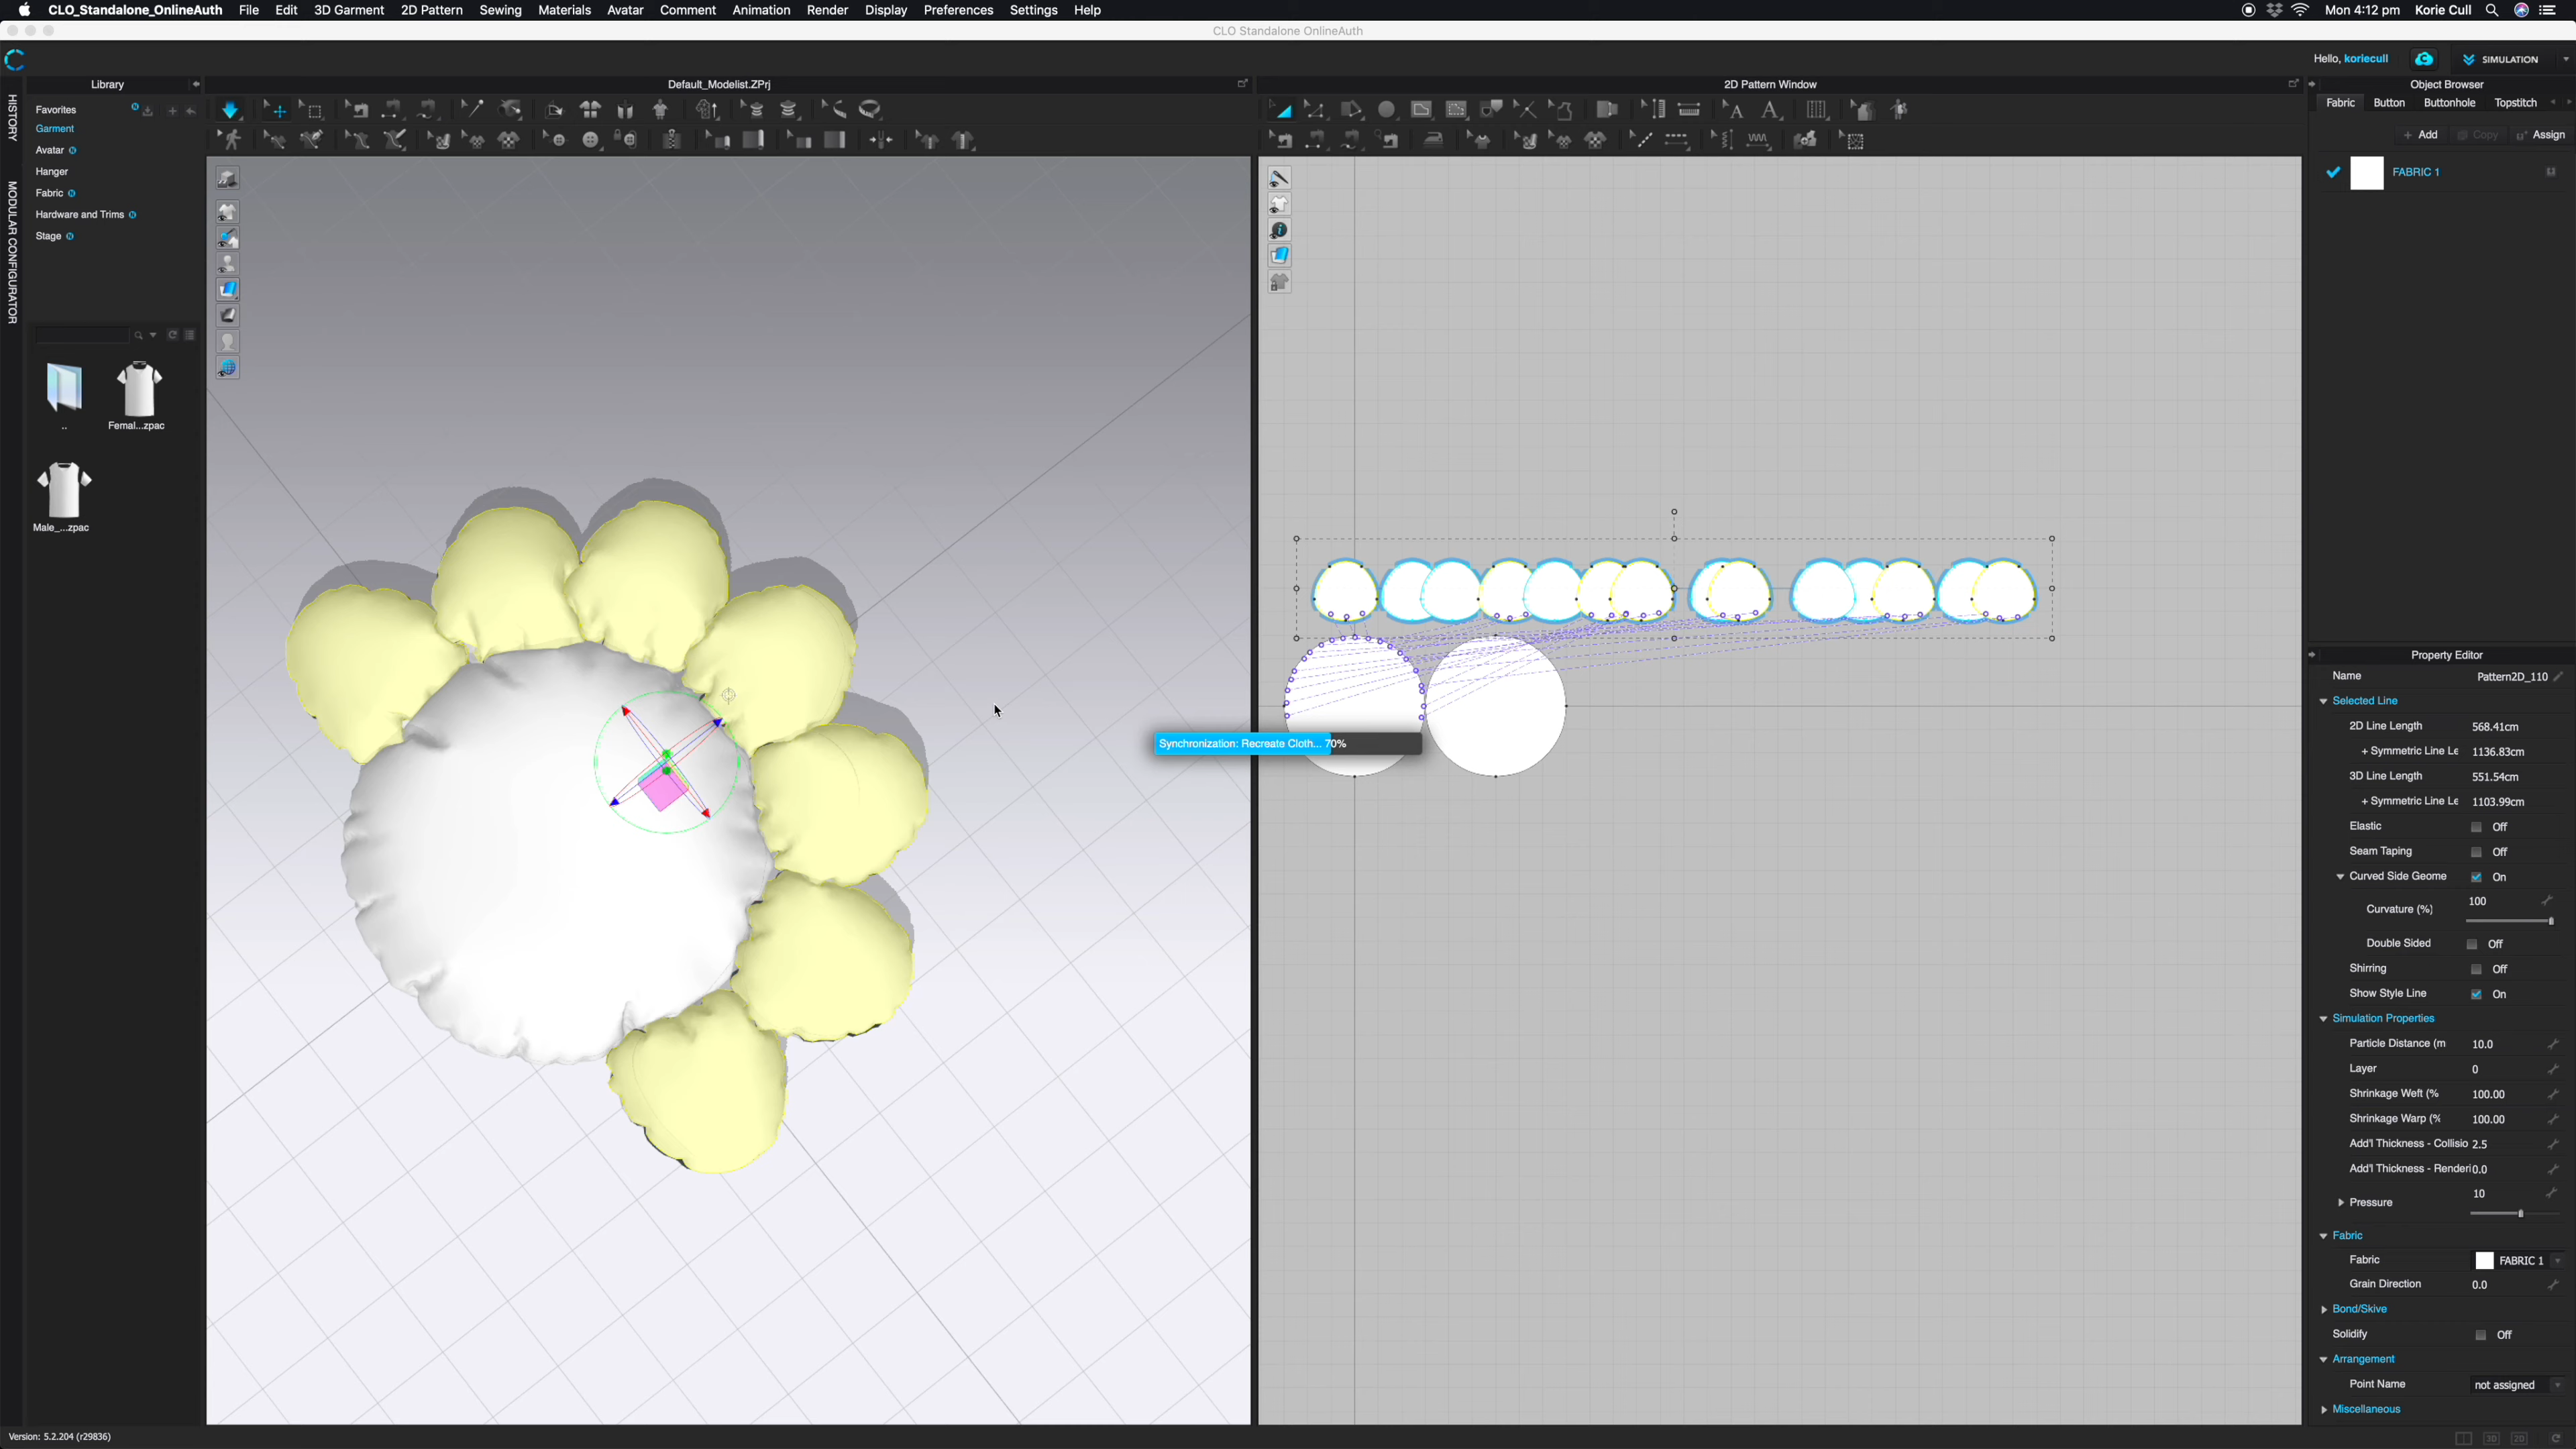 CLO_Standalone_OnlineAuth File Edit 3D Garment 2D Pattern Sewing Materials Avatar Comment Animation Render Display Preferences Settings Help Mon 4:12 pm Korie Cull
CLO Standalone OnlineAuth
Hello, koriecull SIMULATION
Library Default_Modelist.ZPrj 2D Pattern Window Object Browser
HISTORY
MODULAR CONFIGURATOR
Favorites
Garment
Avatar
Hanger
Fabric
Hardware and Trims
Stage
..
Femal...zpac
Male_...zpac
Synchronization: Recreate Cloth... 70%
Fabric Button Buttonhole Topstitch
+ Add Copy Assign
FABRIC 1
Property Editor
Name Pattern2D_110
Selected Line
2D Line Length 568.41cm
+ Symmetric Line Le 1136.83cm
3D Line Length 551.54cm
+ Symmetric Line Le 1103.99cm
Elastic Off
Seam Taping Off
Curved Side Geome On
Curvature (%) 100
Double Sided Off
Shirring Off
Show Style Line On
Simulation Properties
Particle Distance (m 10.0
Layer 0
Shrinkage Weft (% 100.00
Shrinkage Warp (% 100.00
Add'l Thickness - Collisio 2.5
Add'l Thickness - Renderi 0.0
Pressure 10
Fabric
Fabric FABRIC 1
Grain Direction 0.0
Bond/Skive
Solidify Off
Arrangement
Point Name not assigned
Miscellaneous
Version: 5.2.204 (r29836)
3D 2D